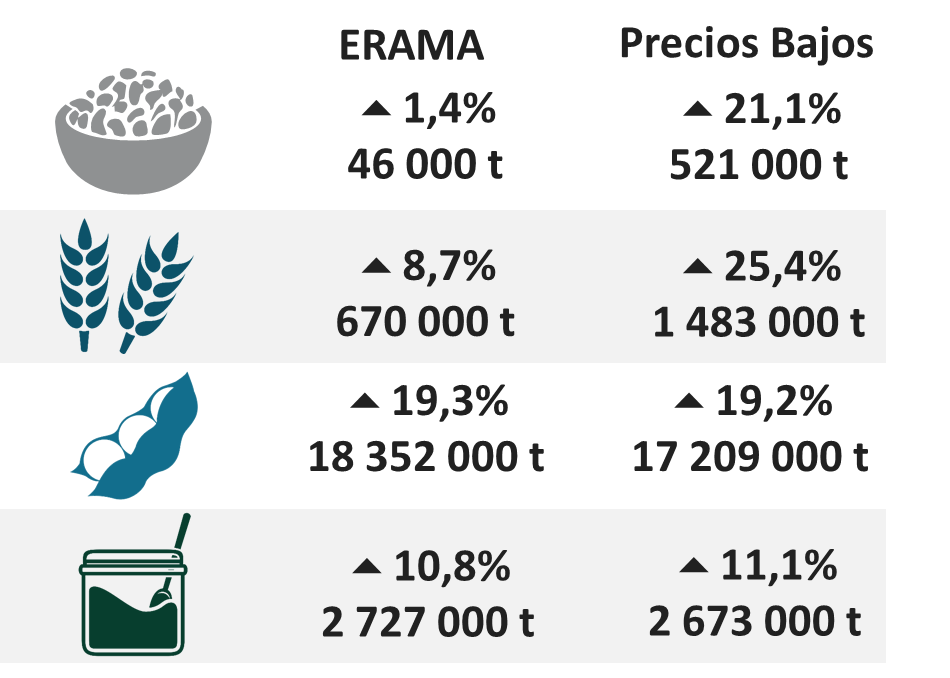 ERAMA Precios Bajos
▲ 1,4% ▲ 21,1%
46 000 t 521 000 t
▲ 8,7% ▲ 25,4%
670 000 t 1 483 000 t
▲ 19,3% ▲ 19,2%
18 352 000 t 17 209 000 t
▲ 10,8% ▲ 11,1%
2 727 000 t 2 673 000 t